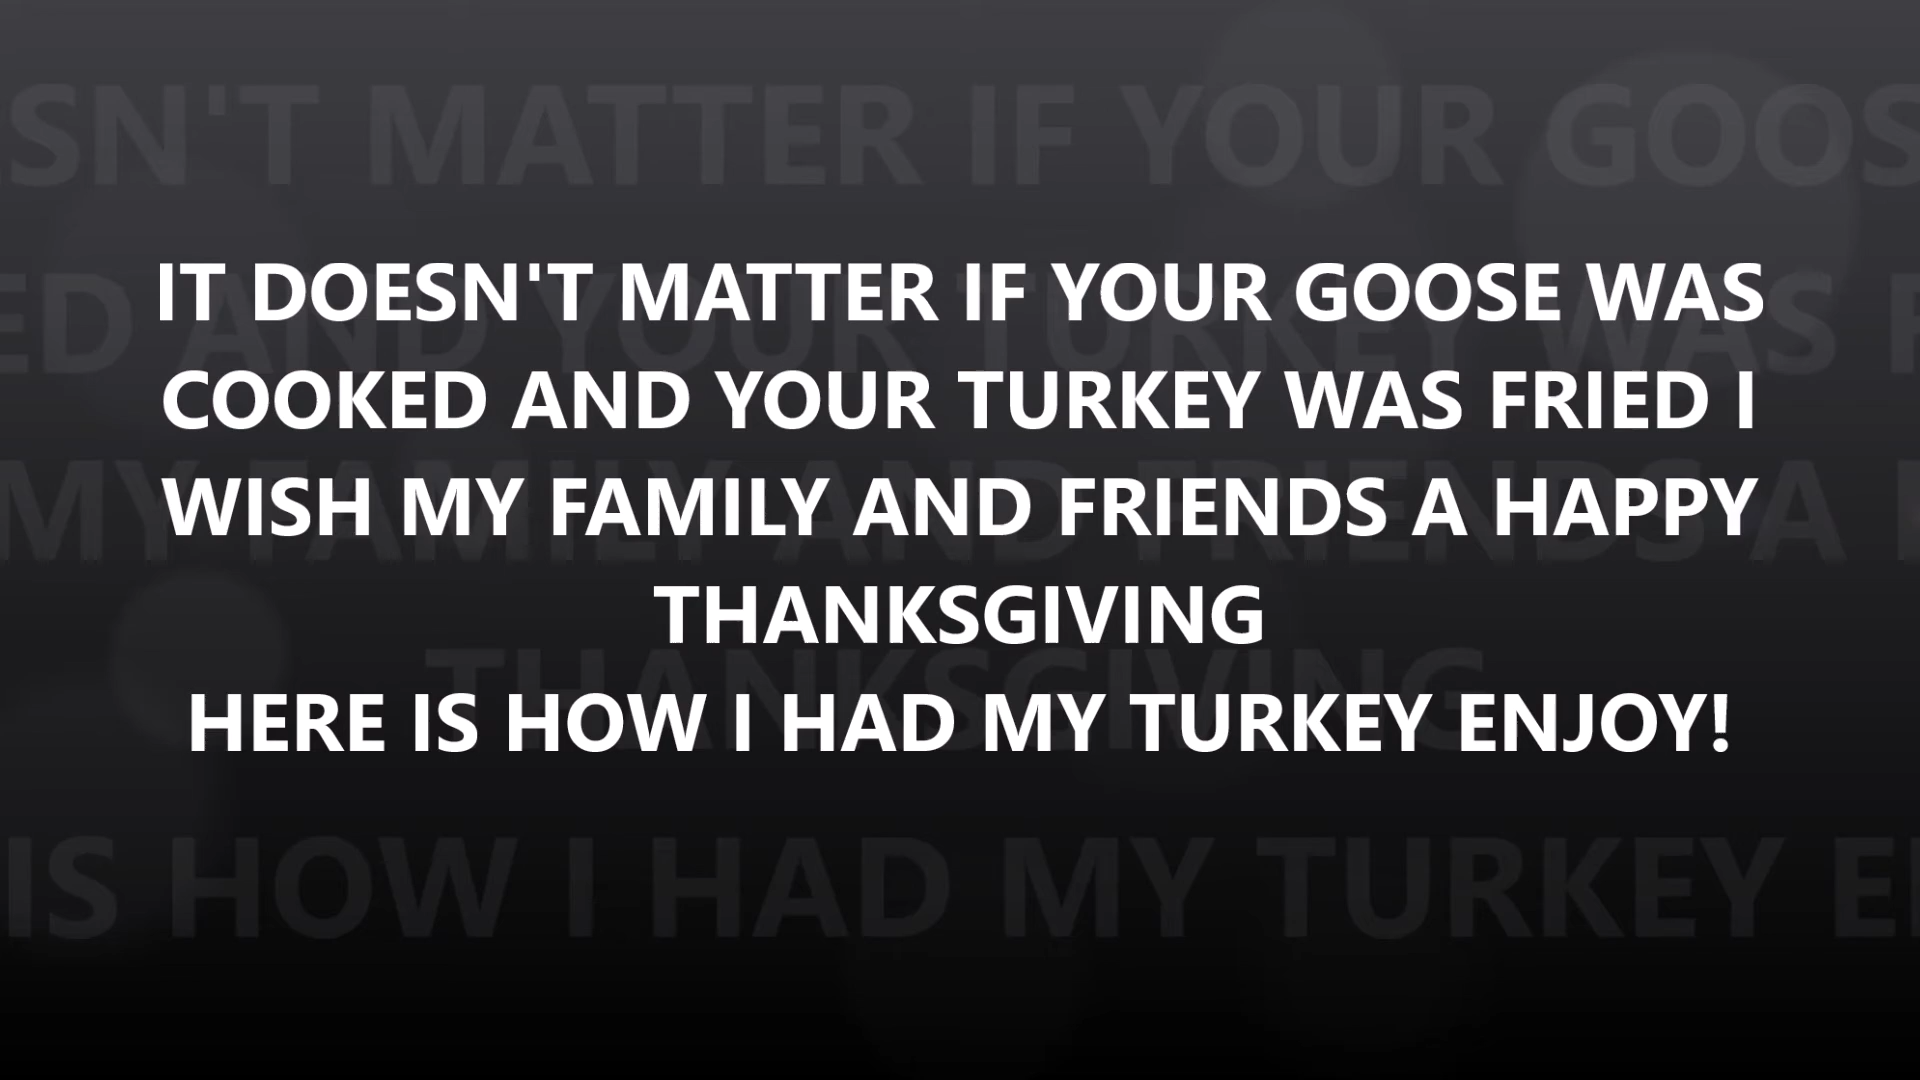 IT DOESN'T MATTER IF YOUR GOOSE WAS
COOKED AND YOUR TURKEY WAS FRIED I
WISH MY FAMILY AND FRIENDS A HAPPY
THANKSGIVING
HERE IS HOW I HAD MY TURKEY ENJOY!